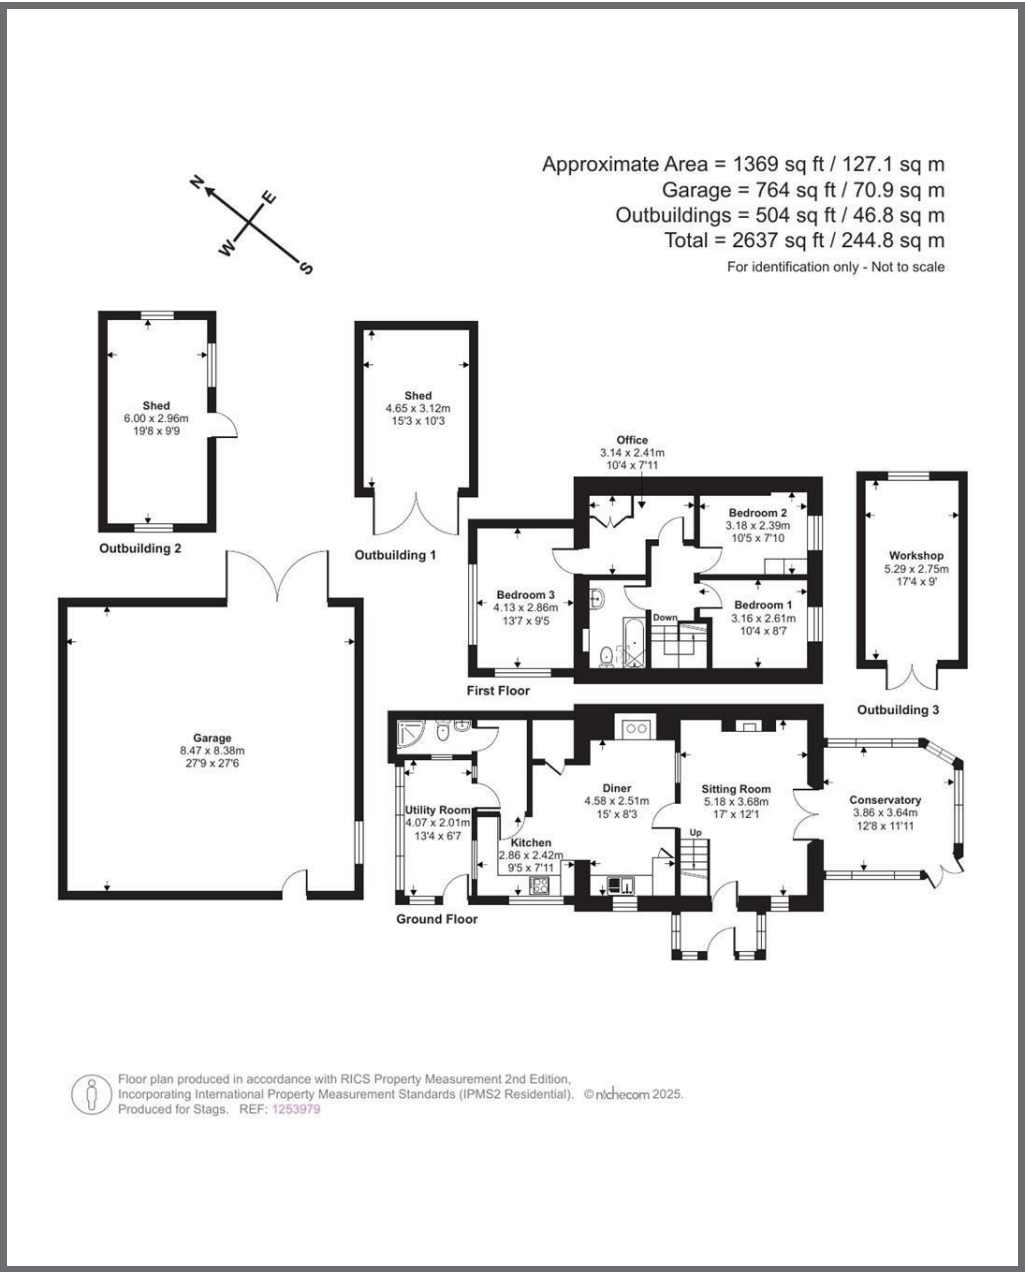 Approximate Area = 1369 sq ft / 127.1 sq m
Garage = 764 sq ft / 70.9 sq m
Outbuildings = 504 sq ft / 46.8 sq m
Total = 2637 sq ft / 244.8 sq m
For identification only - Not to scale
N
E
W
S
Shed
6.00 x 2.96m
19'8 x 9'9
Outbuilding 2
Shed
4.65 x 3.12m
15'3 x 10'3
Outbuilding 1
Office
3.14 x 2.41m
10'4 x 7'11
Bedroom 2
3.18 x 2.39m
10'5 x 7'10
Bedroom 3
4.13 x 2.86m
13'7 x 9'5
Down
Bedroom 1
3.16 x 2.61m
10'4 x 8'7
First Floor
Workshop
5.29 x 2.75m
17'4 x 9'
Outbuilding 3
Garage
8.47 x 8.38m
27'9 x 27'6
Utility Room
4.07 x 2.01m
13'4 x 6'7
Kitchen
2.86 x 2.42m
9'5 x 7'11
Diner
4.58 x 2.51m
15' x 8'3
Sitting Room
5.18 x 3.68m
17' x 12'1
Up
Conservatory
3.86 x 3.64m
12'8 x 11'11
Ground Floor
Floor plan produced in accordance with RICS Property Measurement 2nd Edition,
Incorporating International Property Measurement Standards (IPMS2 Residential). © nichecom 2025.
Produced for Stags. REF: 1253979